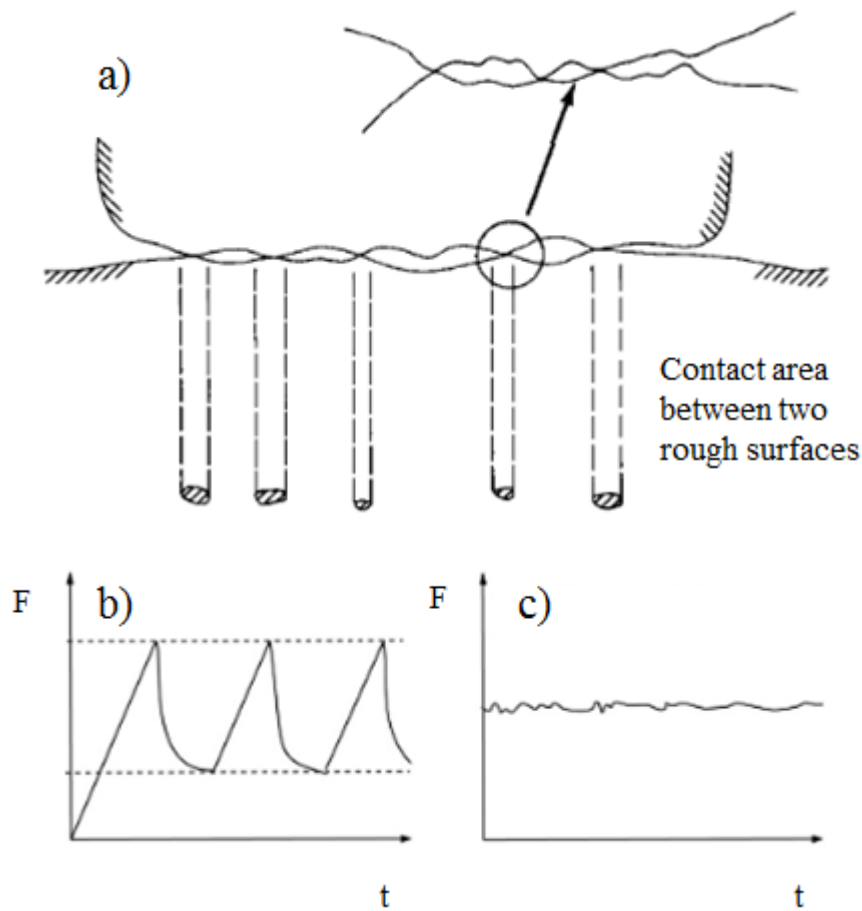 a)
Contact area
between two
rough surfaces
F
b)
t
F
c)
t